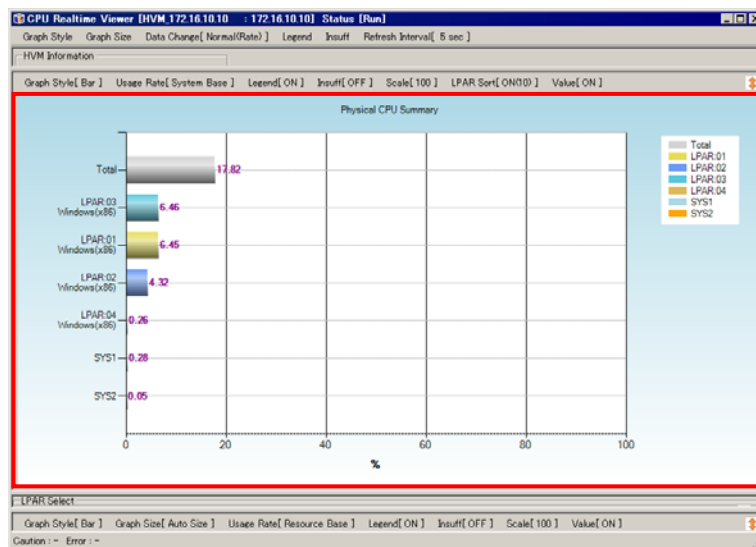 CPU Realtime Viewer [HVM_172.16.10.10 : 172.16.10.10] Status [Run]
Graph Style Graph Size Data Change[ Normal(Rate) ] Legend Insuff Refresh Interval[ 5 sec ]
HVM Information
Graph Style[ Bar ] Usage Rate[ System Base ] Legend[ ON ] Insuff[ OFF ] Scale[ 100 ] LPAR Sort[ ON(10) ] Value[ ON ]
Physical CPU Summary
Total 17.82
LPAR:03
Windows(x86) 6.46
LPAR:01
Windows(x86) 6.45
LPAR:02
Windows(x86) 4.32
LPAR:04
Windows(x86) 0.26
SYS1 0.28
SYS2 0.05
0 20 40 60 80 100
%
Total
LPAR:01
LPAR:02
LPAR:03
LPAR:04
SYS1
SYS2
LPAR Select
Graph Style[ Bar ] Graph Size[ Auto Size ] Usage Rate[ Resource Base ] Legend[ ON ] Insuff[ OFF ] Scale[ 100 ] Value[ ON ]
Caution : - Error : -